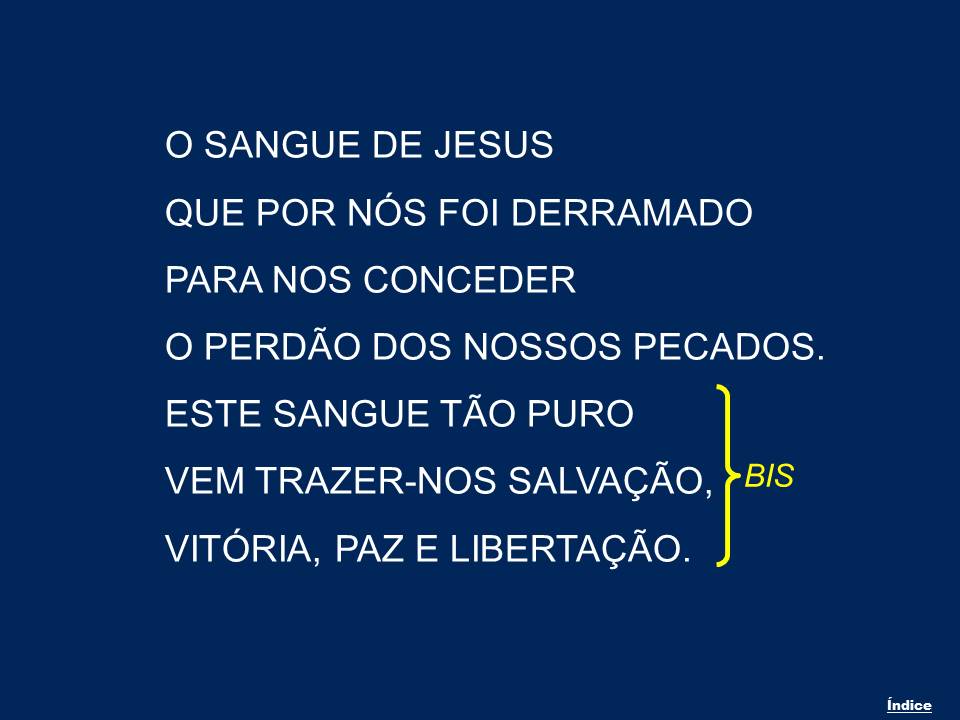 O SANGUE DE JESUS
QUE POR NÓS FOI DERRAMADO
PARA NOS CONCEDER
O PERDÃO DOS NOSSOS PECADOS.
ESTE SANGUE TÃO PURO
VEM TRAZER-NOS SALVAÇÃO,
BIS
VITÓRIA, PAZ E LIBERTAÇÃO.
Índice